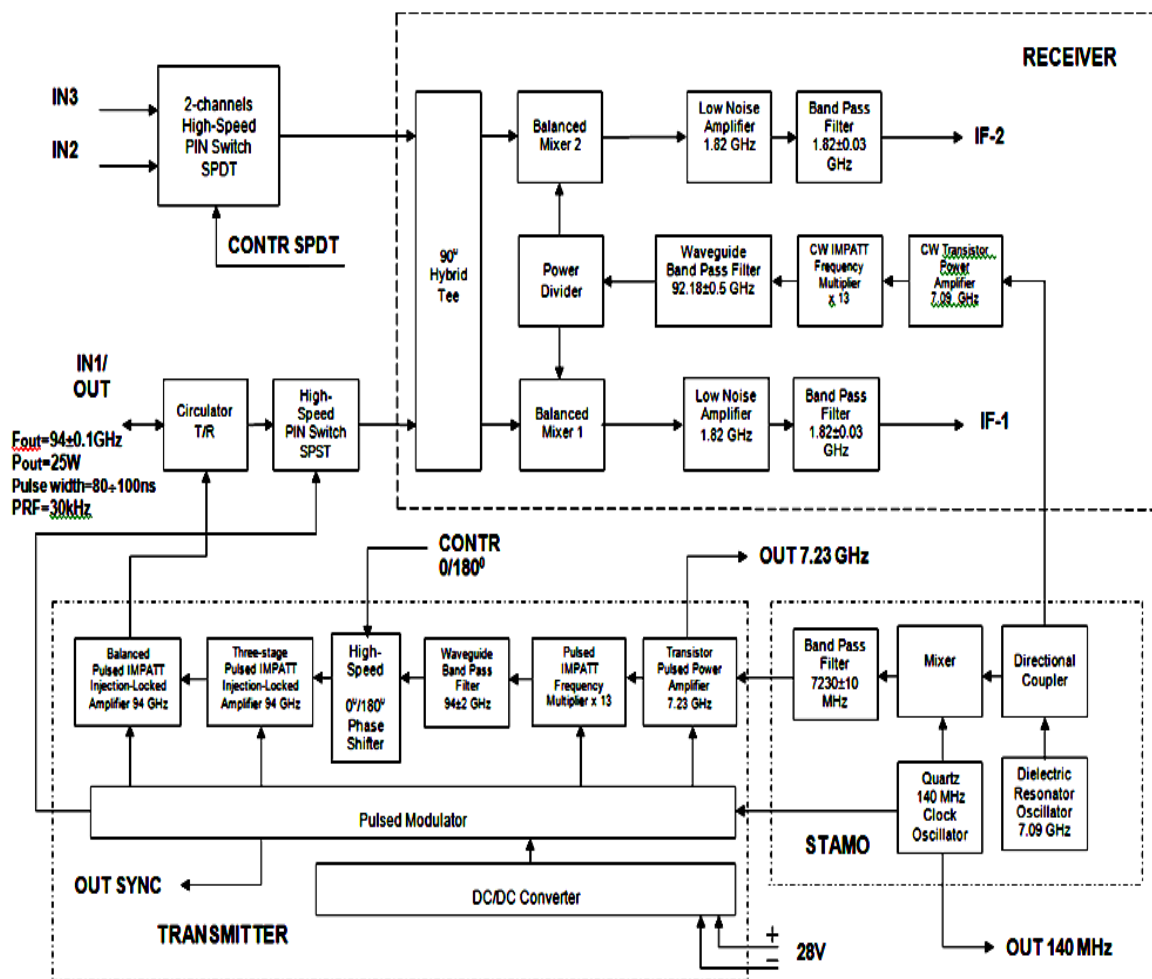 RECEIVER
IN3
IN2
2-channels
High-Speed
PIN Switch
SPDT
CONTR SPDT
90° Hybrid
Tee
Balanced
Mixer 2
Low Noise
Amplifier
1.82 GHz
Band Pass
Filter
1.82±0.03
GHz
IF-2
Power
Divider
Waveguide
Band Pass Filter
92.18±0.5 GHz
CW IMPATT
Frequency
Multiplier
x 13
CW Transistor
Power
Amplifier
7.09 GHz
IN1/
OUT
Fout=94±0.1GHz
Pout=25W
Pulse width=80÷100ns
PRF=30kHz
Circulator
T/R
High-
Speed
PIN Switch
SPST
Balanced
Mixer 1
Low Noise
Amplifier
1.82 GHz
Band Pass
Filter
1.82±0.03
GHz
IF-1
CONTR
0/180⁰
OUT 7.23 GHz
Balanced
Pulsed IMPATT
Injection-Locked
Amplifier 94 GHz
Three-stage
Pulsed IMPATT
Injection-Locked
Amplifier 94 GHz
High-
Speed
0°/180°
Phase
Shifter
Waveguide
Band Pass
Filter
94±2 GHz
Pulsed
IMPATT
Frequency
Multiplier x 13
Transistor
Pulsed Power
Amplifier
7.23 GHz
Band Pass
Filter
7230±10
MHz
Mixer
Directional
Coupler
Pulsed Modulator
Quartz
140 MHz
Clock
Oscillator
Dielectric
Resonator
Oscillator
7.09 GHz
STAMO
OUT SYNC
DC/DC Converter
TRANSMITTER
+
−
28V
OUT 140 MHz